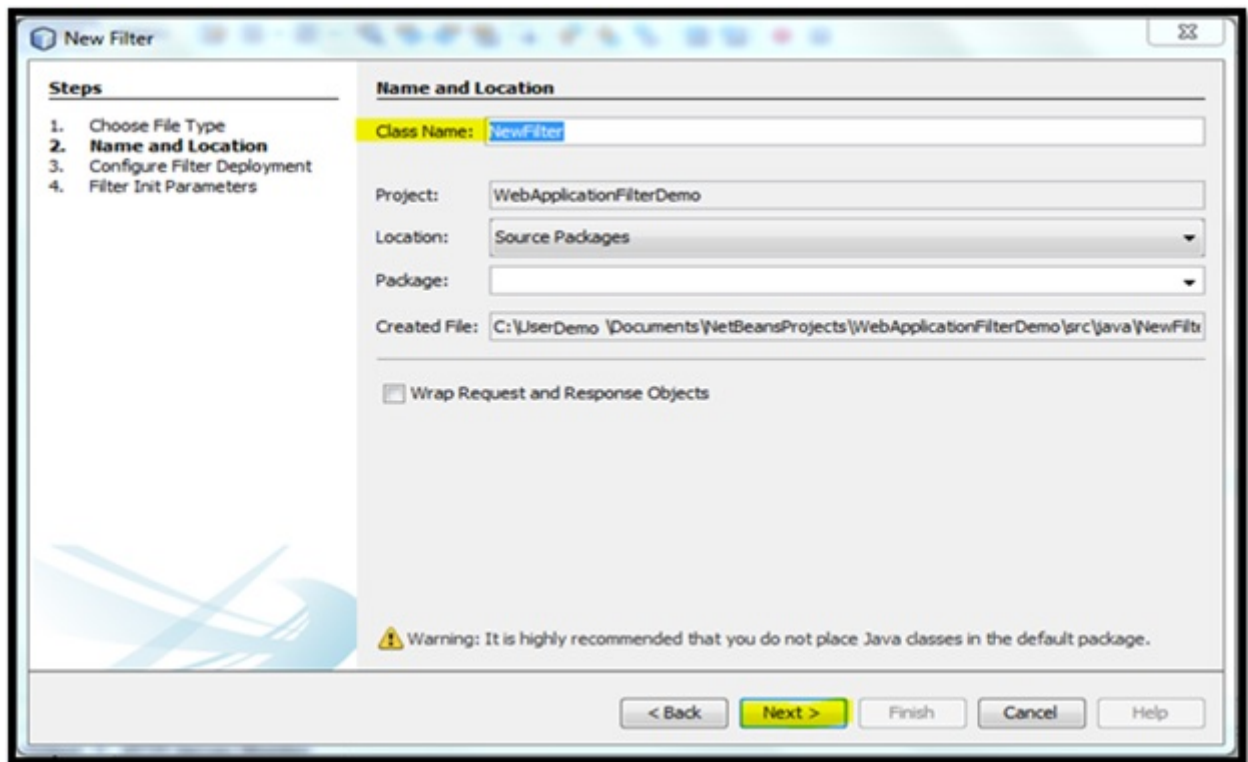 New Filter
Steps
1. Choose File Type
2. Name and Location
3. Configure Filter Deployment
4. Filter Init Parameters
Name and Location
Class Name: NewFilter
Project: WebApplicationFilterDemo
Location: Source Packages
Package:
Created File: C:\UserDemo \Documents\NetBeansProjects\WebApplicationFilterDemo\src\java\NewFilte
Wrap Request and Response Objects
Warning: It is highly recommended that you do not place Java classes in the default package.
< Back Next > Finish Cancel Help